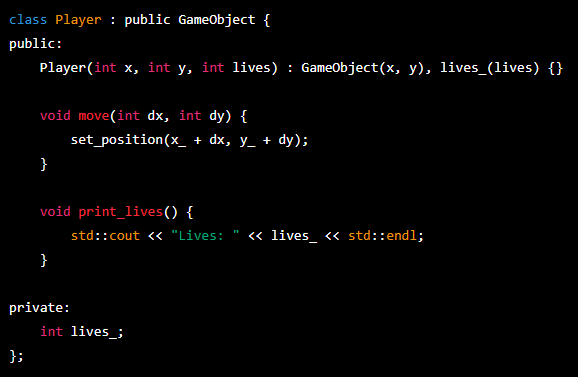 class Player : public GameObject {
public:
    Player(int x, int y, int lives) : GameObject(x, y), lives_(lives) {}

    void move(int dx, int dy) {
        set_position(x_ + dx, y_ + dy);
    }

    void print_lives() {
        std::cout << "Lives: " << lives_ << std::endl;
    }

private:
    int lives_;
};